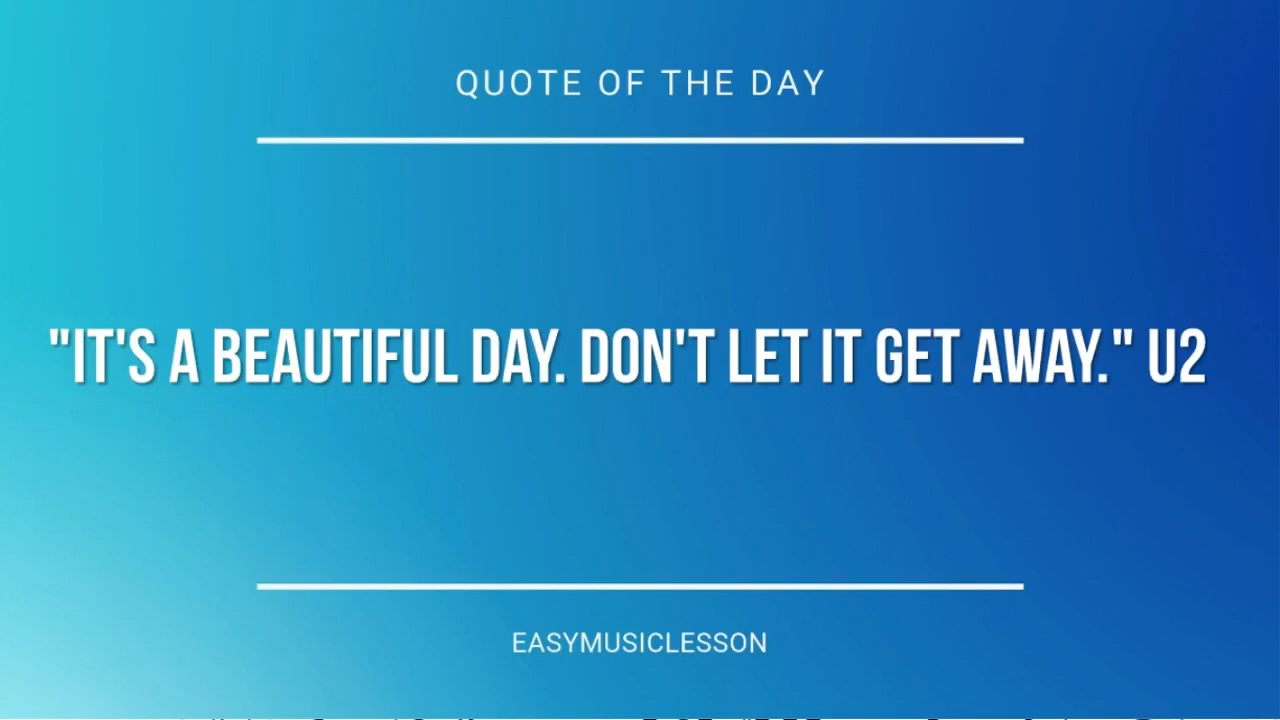 QUOTE OF THE DAY
"IT'S A BEAUTIFUL DAY. DON'T LET IT GET AWAY." U2
EASYMUSICLESSON